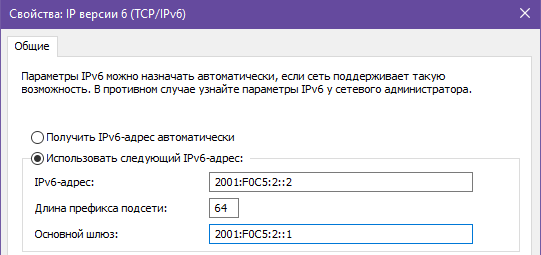 Свойства: IP версии 6 (TCP/IPv6)
Общие
Параметры IPv6 можно назначать автоматически, если сеть поддерживает такую
возможность. В противном случае узнайте параметры IPv6 у сетевого администратора.
Получить IPv6-адрес автоматически
Использовать следующий IPv6-адрес:
IPv6-адрес: 2001:F0C5:2::2
Длина префикса подсети: 64
Основной шлюз: 2001:F0C5:2::1